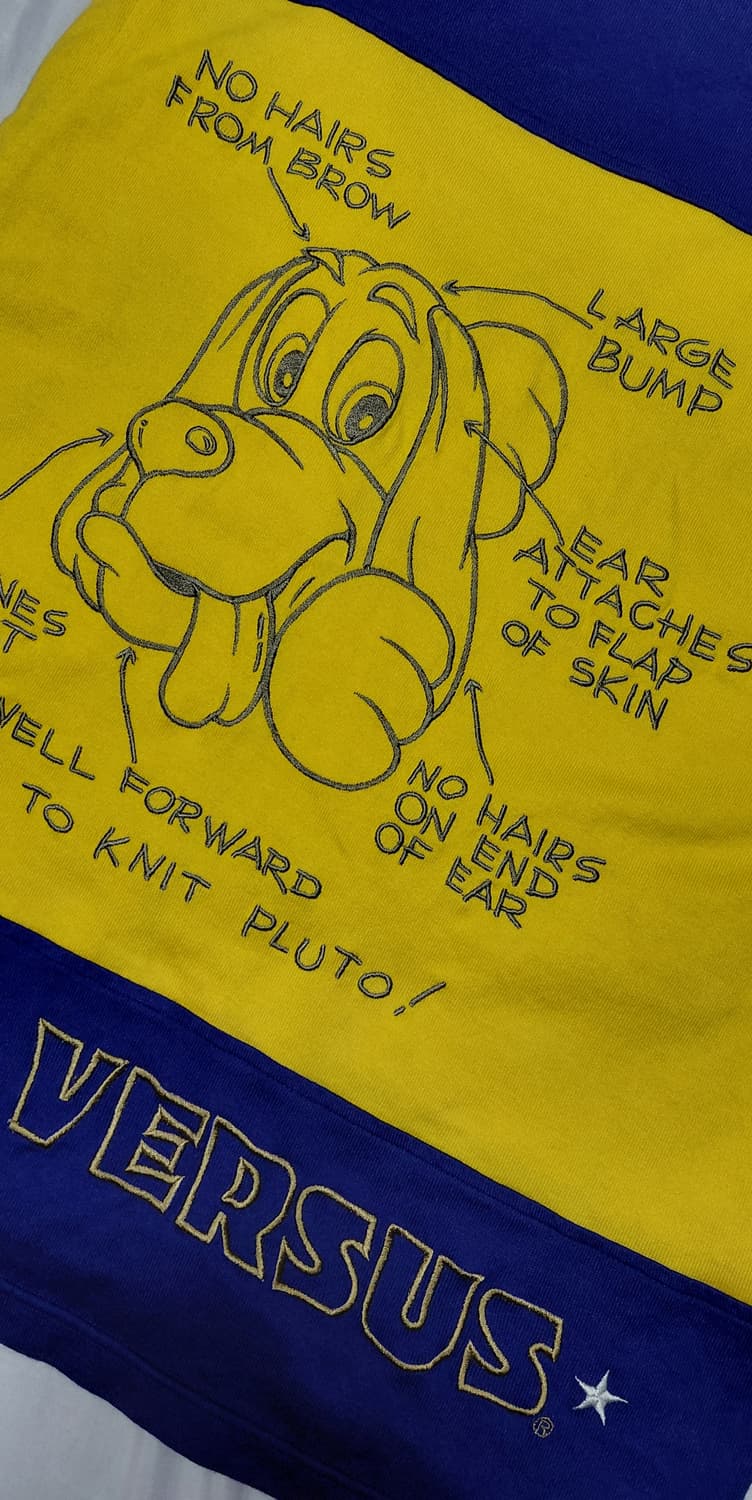 NO HAIRS
FROM BROW
LARGE
BUMP
EAR
ATTACHES
TO FLAP
OF SKIN
NO HAIRS
ON END
OF EAR
FORWARD
TO KNIT PLUTO!
VERSUS
®